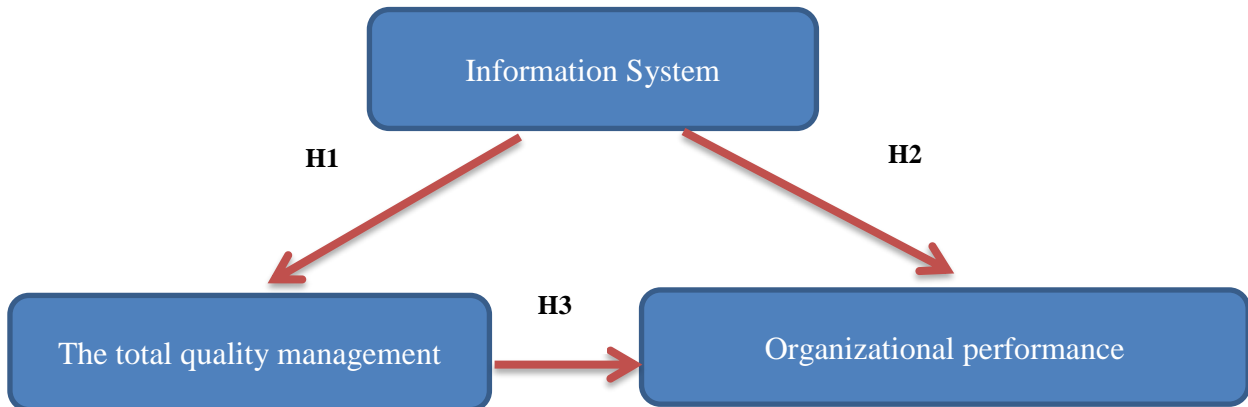 Information System
H1
H2
H3
The total quality management
Organizational performance